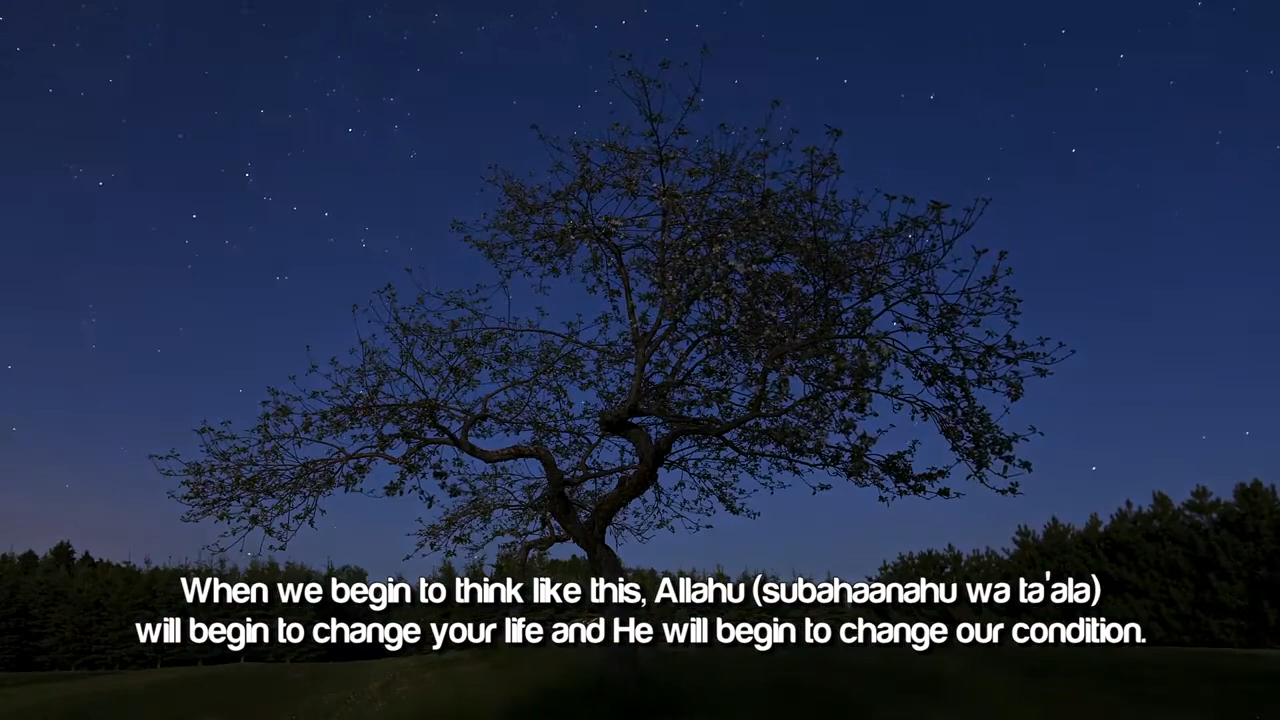 When we begin to think like this, Allahu (subahaanahu wa ta'ala)
will begin to change your life and He will begin to change our condition.